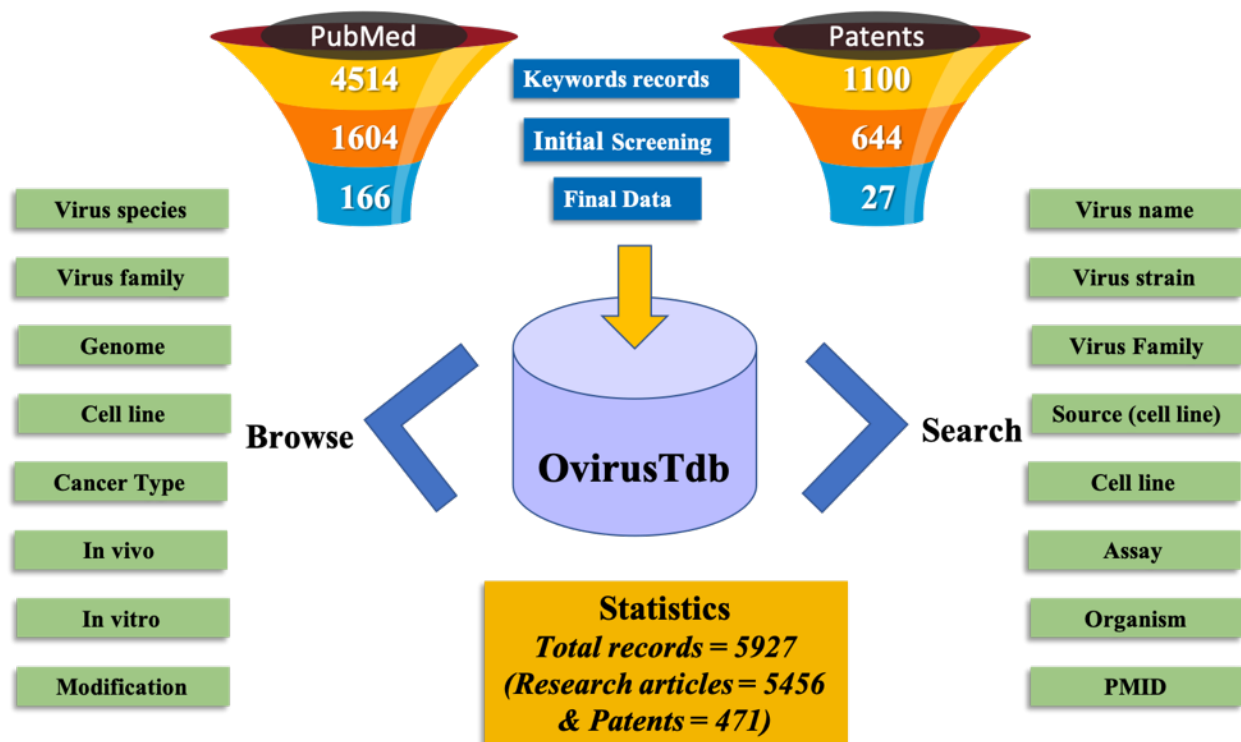 PubMed
Patents
4514
Keywords records
1100
1604
Initial Screening
644
166
Final Data
27
Virus species
Virus family
Genome
Cell line
Cancer Type
In vivo
In vitro
Modification
Browse
OvirusTdb
Search
Virus name
Virus strain
Virus Family
Source (cell line)
Cell line
Assay
Organism
PMID
Statistics
Total records = 5927
(Research articles = 5456
& Patents = 471)